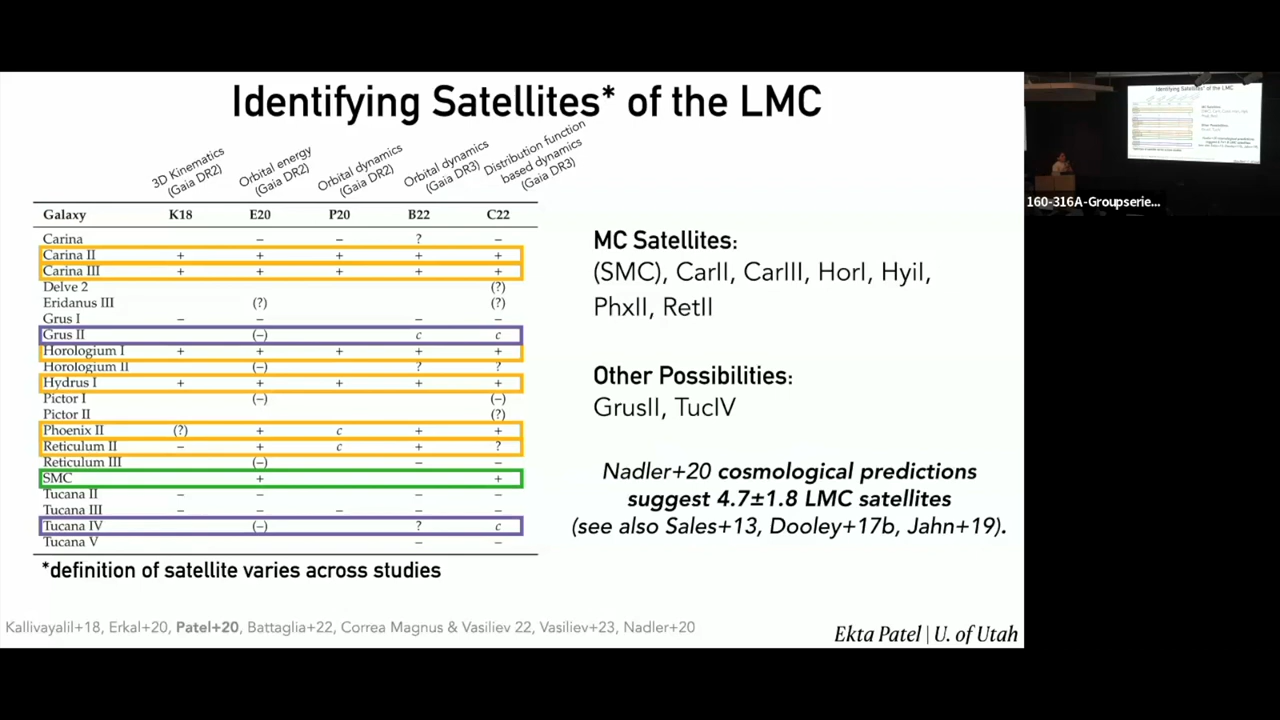 Identifying Satellites* of the LMC
3D Kinematics
(Gaia DR2)
Orbital energy
(Gaia DR2)
Orbital dynamics
(Gaia DR2)
Orbital dynamics
(Gaia DR3)
Distribution function
based dynamics
(Gaia DR3)
Galaxy K18 E20 P20 B22 C22
Carina – – ? –
Carina II + + + + +
Carina III + + + + +
Delve 2 (?)
Eridanus III (?) (?)
Grus I – – – –
Grus II (–) c c
Horologium I + + + + +
Horologium II (–) ? ?
Hydrus I + + + + +
Pictor I (–) (–)
Pictor II (?)
Phoenix II (?) + c + +
Reticulum II – + c + ?
Reticulum III (–) – –
SMC + +
Tucana II – – – –
Tucana III – – – – –
Tucana IV (–) ? c
Tucana V – –
*definition of satellite varies across studies
MC Satellites:
(SMC), CarII, CarIII, HorI, HyiI,
PhxII, RetII
Other Possibilities:
GrusII, TucIV
Nadler+20 cosmological predictions
suggest 4.7±1.8 LMC satellites
(see also Sales+13, Dooley+17b, Jahn+19).
Kallivayalil+18, Erkal+20, Patel+20, Battaglia+22, Correa Magnus & Vasiliev 22, Vasiliev+23, Nadler+20
Ekta Patel | U. of Utah
Identifying Satellites* of the LMC
160-316A-Groupserie...